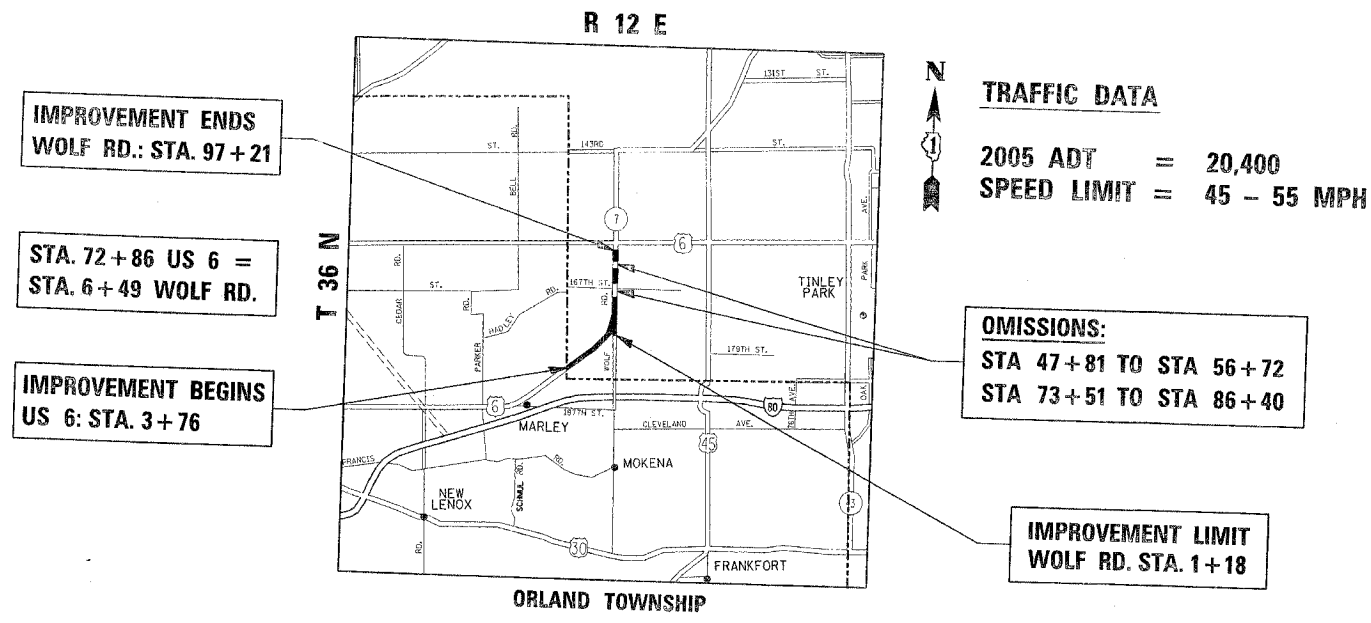 R 12 E
T 36 N
IMPROVEMENT ENDS
WOLF RD.: STA. 97+21
STA. 72+86 US 6 =
STA. 6+49 WOLF RD.
IMPROVEMENT BEGINS
US 6: STA. 3+76
N
1
TRAFFIC DATA
2005 ADT = 20,400
SPEED LIMIT = 45 - 55 MPH
OMISSIONS:
STA 47+81 TO STA 56+72
STA 73+51 TO STA 86+40
IMPROVEMENT LIMIT
WOLF RD. STA. 1+18
131ST ST.
ST. 143RD ST.
BELL RD.
7
6
AVE.
PARK
OAK
CEDAR RD.
ST. 167TH ST.
RD.
WOLF
PARKER RD.
HADLEY RD.
TINLEY
PARK
179TH ST.
76TH AVE.
6
187TH ST.
80
MARLEY
CLEVELAND AVE.
45
FRANCIS RD.
MOKENA
SCHMUL RD.
NEW
LENOX
RD.
30
FRANKFORT
ORLAND TOWNSHIP